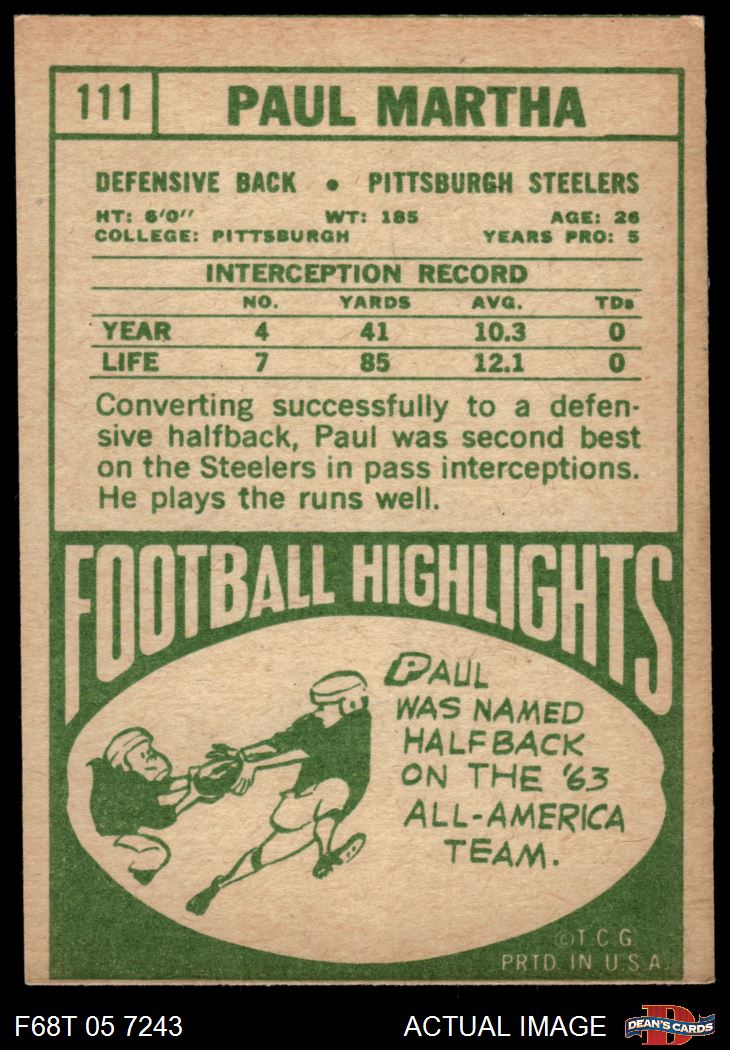 111 PAUL MARTHA
DEFENSIVE BACK • PITTSBURGH STEELERS
HT: 6'0" WT: 185 AGE: 26
COLLEGE: PITTSBURGH YEARS PRO: 5
INTERCEPTION RECORD
NO. YARDS AVG. TDs
YEAR 4 41 10.3 0
LIFE 7 85 12.1 0
Converting successfully to a defen-
sive halfback, Paul was second best
on the Steelers in pass interceptions.
He plays the runs well.
FOOTBALL HIGHLIGHTS
PAUL
WAS NAMED
HALFBACK
ON THE '63
ALL-AMERICA
TEAM.
© T.C.G.
PRTD. IN U.S.A.
F68T 05 7243 ACTUAL IMAGE D DEAN'S CARDS